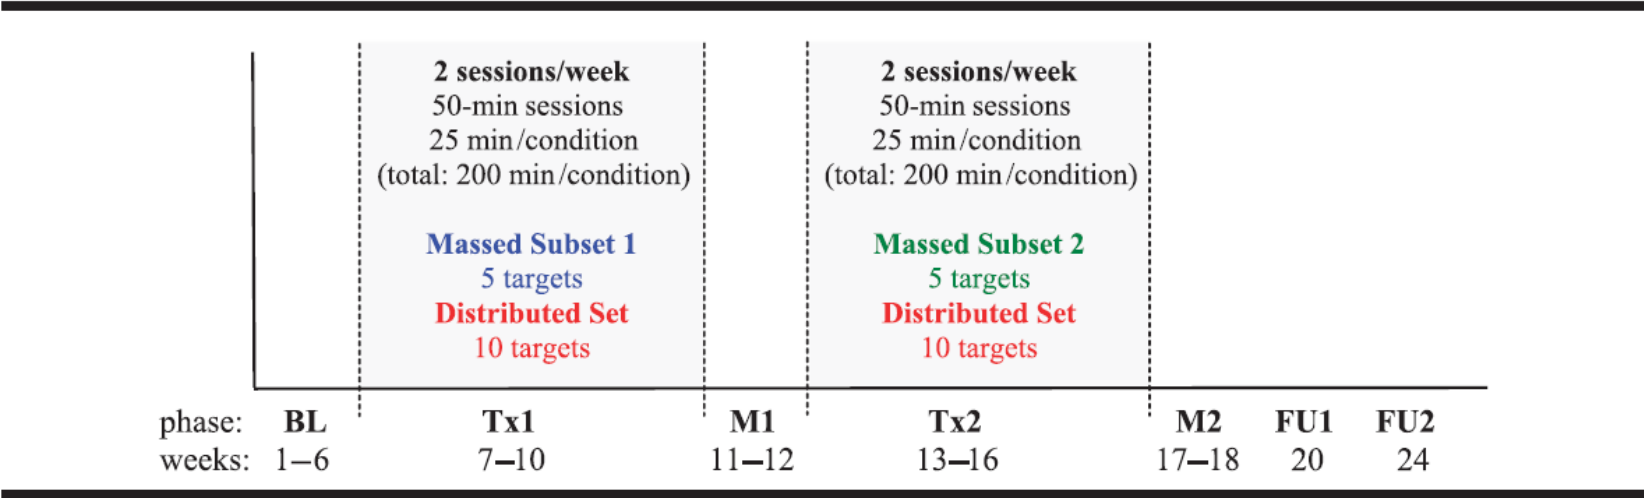 2 sessions/week
50-min sessions
25 min/condition
(total: 200 min/condition)
Massed Subset 1
5 targets
Distributed Set
10 targets
2 sessions/week
50-min sessions
25 min/condition
(total: 200 min/condition)
Massed Subset 2
5 targets
Distributed Set
10 targets
phase: BL Tx1 M1 Tx2 M2 FU1 FU2
weeks: 1–6 7–10 11–12 13–16 17–18 20 24